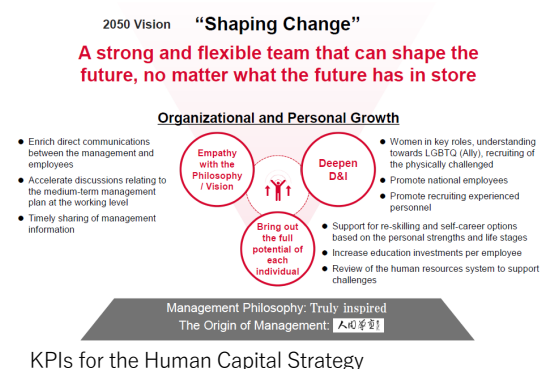 2050 Vision “Shaping Change”
A strong and flexible team that can shape the
future, no matter what the future has in store
Organizational and Personal Growth
● Enrich direct communications
between the management and
employees
● Accelerate discussions relating to
the medium-term management
plan at the working level
● Timely sharing of management
information
Empathy
with the
Philosophy
/ Vision
Deepen
D&I
● Women in key roles, understanding
towards LGBTQ (Ally), recruiting of
the physically challenged
● Promote national employees
● Promote recruiting experienced
personnel
Bring out
the full
potential of
each
individual
● Support for re-skilling and self-career options
based on the personal strengths and life stages
● Increase education investments per employee
● Review of the human resources system to support
challenges
Management Philosophy: Truly inspired
The Origin of Management: 人間尊重
KPIs for the Human Capital Strategy